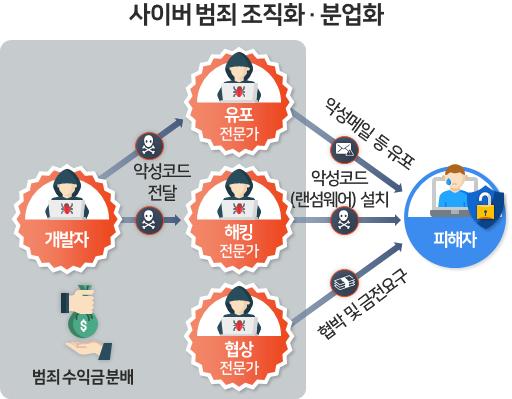 사이버 범죄 조직화 · 분업화
유포
전문가
악성메일 등 유포
악성코드
전달
개발자
해킹
전문가
악성코드
(랜섬웨어) 설치
피해자
협박 및 금전요구
협상
전문가
$
범죄 수익금 분배